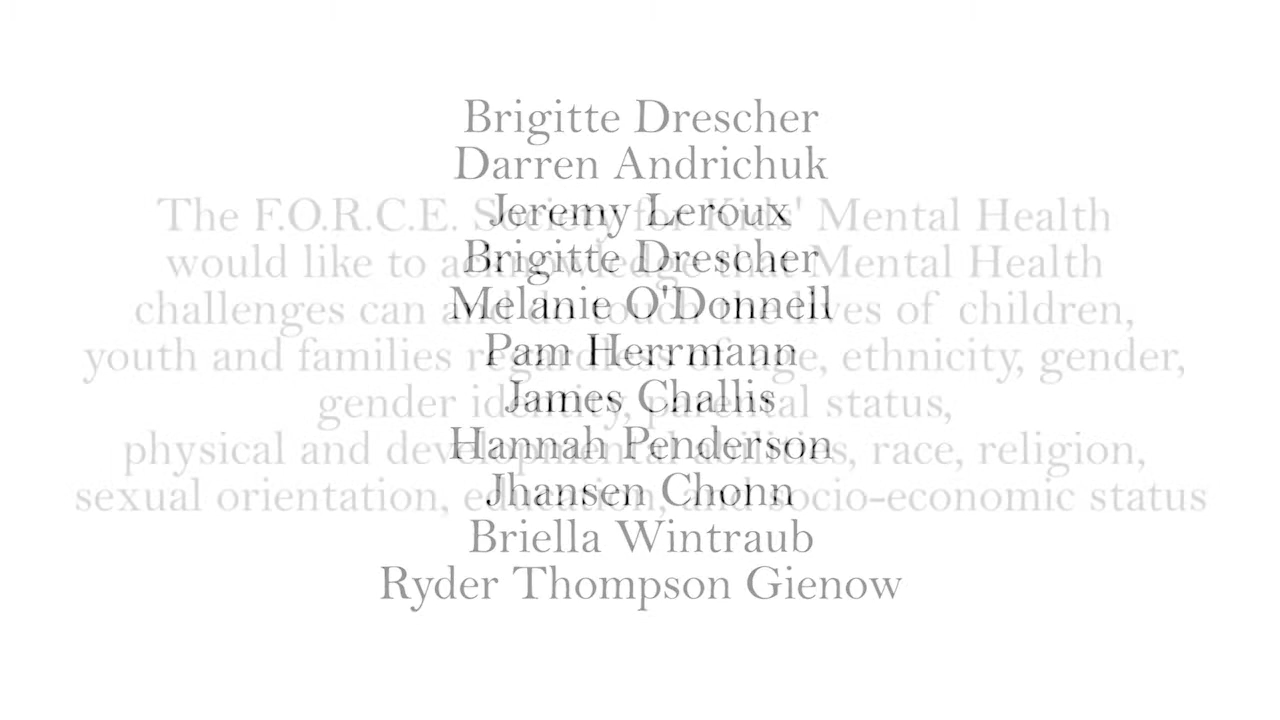 Brigitte Drescher
Darren Andrichuk
Jeremy Leroux
Brigitte Drescher
Melanie O'Donnell
Pam Herrmann
James Challis
Hannah Penderson
Jhansen Chonn
Briella Wintraub
Ryder Thompson Gienow
The F.O.R.C.E. Society for Kids' Mental Health
would like to acknowledge that Mental Health
challenges can and do touch the lives of children,
youth and families regardless of age, ethnicity, gender,
gender identity, parental status,
physical and developmental abilities, race, religion,
sexual orientation, education, and socio-economic status